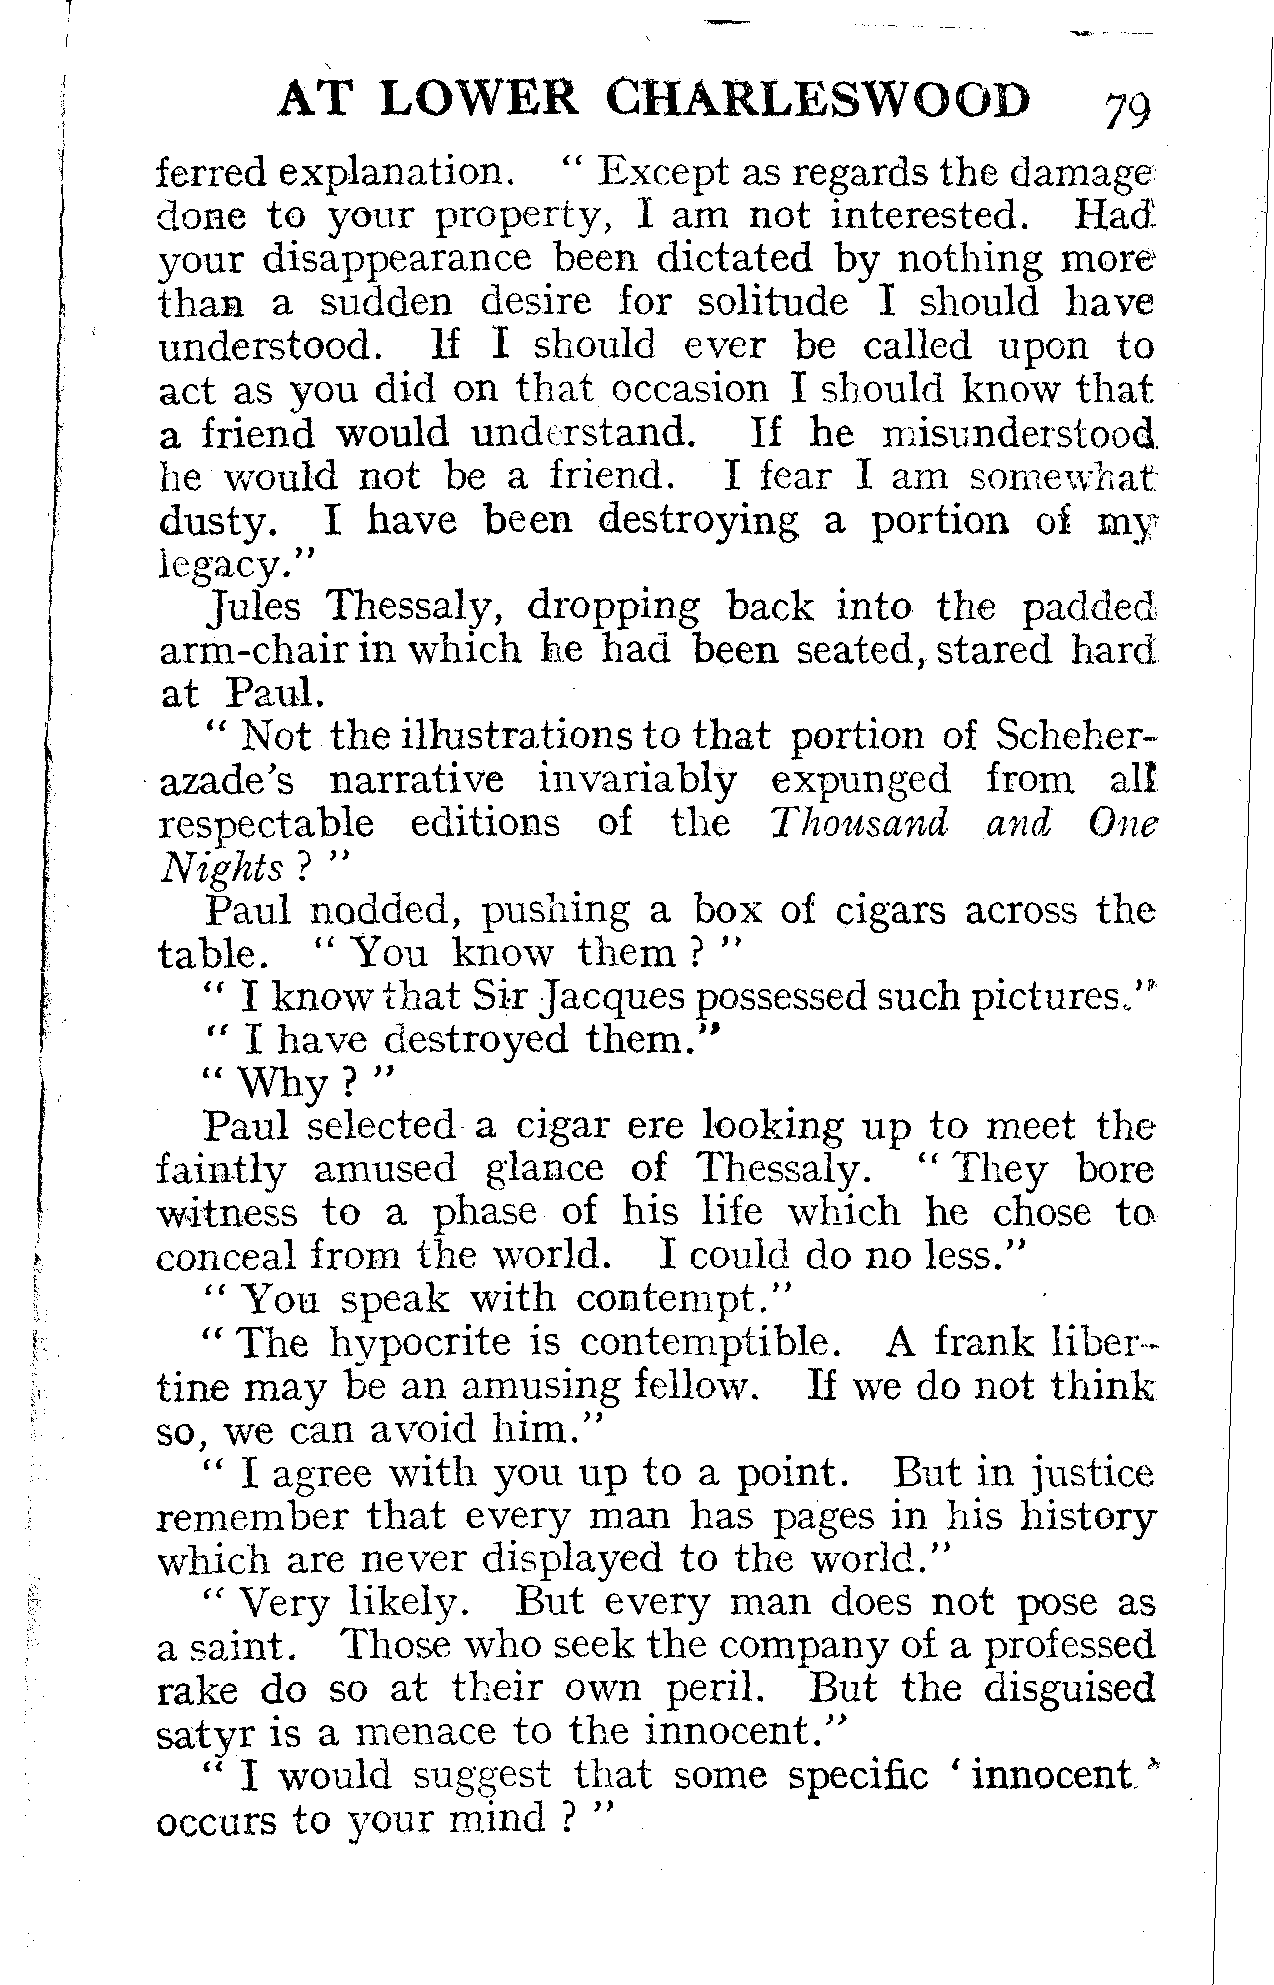 AT LOWER CHARLESWOOD 79
ferred explanation. “ Except as regards the damage
done to your property, I am not interested. Had
your disappearance been dictated by nothing more
than a sudden desire for solitude I should have
understood. If I should ever be called upon to
act as you did on that occasion I should know that
a friend would understand. If he misunderstood
he would not be a friend. I fear I am somewhat
dusty. I have been destroying a portion of my
legacy.”
Jules Thessaly, dropping back into the padded
arm-chair in which he had been seated, stared hard
at Paul.
“ Not the illustrations to that portion of Scheher-
azade’s narrative invariably expunged from all
respectable editions of the Thousand and One
Nights ? ”
Paul nodded, pushing a box of cigars across the
table. “ You know them ? ”
“ I know that Sir Jacques possessed such pictures.”
“ I have destroyed them.”
“ Why ? ”
Paul selected a cigar ere looking up to meet the
faintly amused glance of Thessaly. “ They bore
witness to a phase of his life which he chose to
conceal from the world. I could do no less.”
“ You speak with contempt.”
“ The hypocrite is contemptible. A frank liber-
tine may be an amusing fellow. If we do not think
so, we can avoid him.”
“ I agree with you up to a point. But in justice
remember that every man has pages in his history
which are never displayed to the world.”
“ Very likely. But every man does not pose as
a saint. Those who seek the company of a professed
rake do so at their own peril. But the disguised
satyr is a menace to the innocent.”
“ I would suggest that some specific ‘ innocent ’
occurs to your mind ? ”